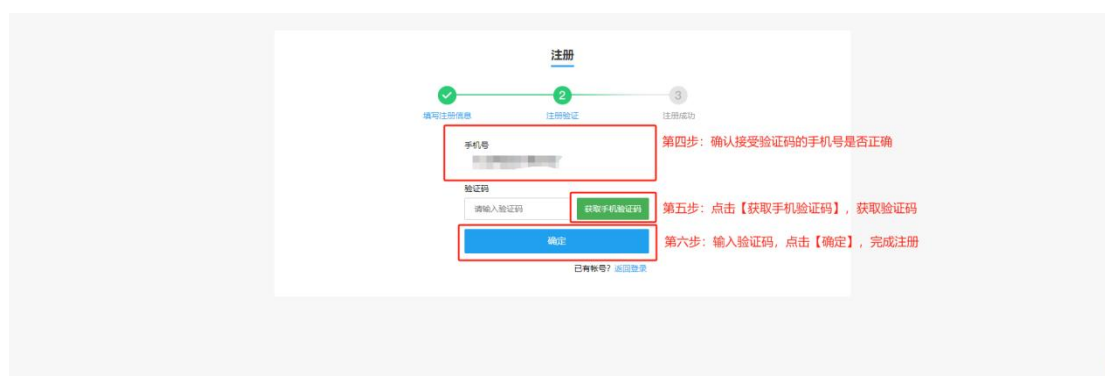 注册
2
3
填写注册信息
注册验证
注册成功
手机号
第四步：确认接受验证码的手机号是否正确
验证码
请输入验证码
获取手机验证码
第五步：点击【获取手机验证码】，获取验证码
确定
第六步：输入验证码，点击【确定】，完成注册
已有帐号？返回登录